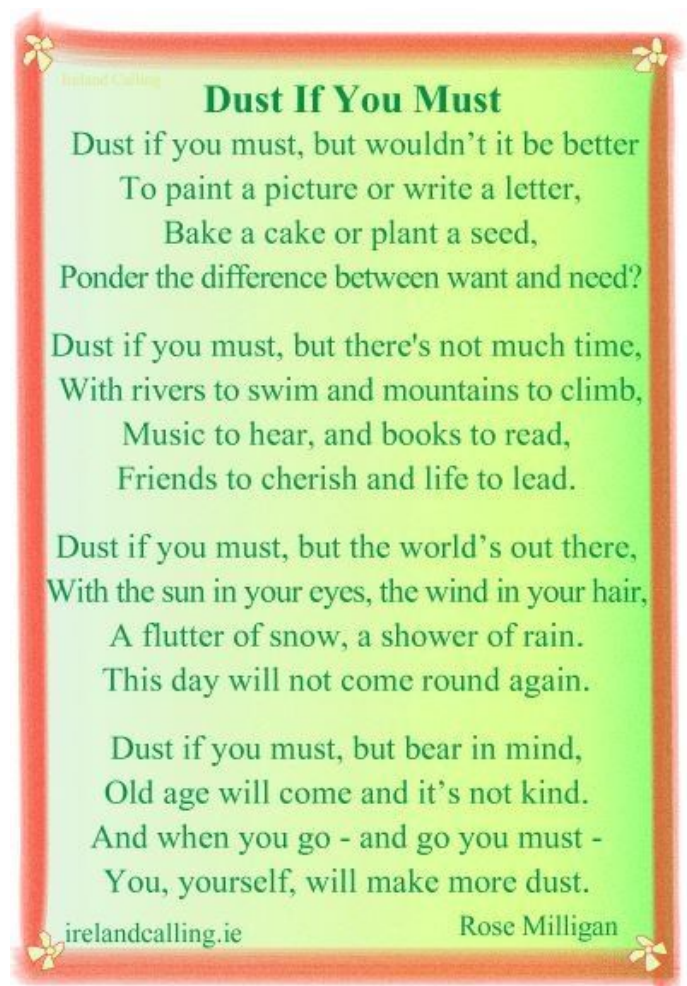 Ireland Calling
Dust If You Must
Dust if you must, but wouldn’t it be better
To paint a picture or write a letter,
Bake a cake or plant a seed,
Ponder the difference between want and need?
Dust if you must, but there's not much time,
With rivers to swim and mountains to climb,
Music to hear, and books to read,
Friends to cherish and life to lead.
Dust if you must, but the world’s out there,
With the sun in your eyes, the wind in your hair,
A flutter of snow, a shower of rain.
This day will not come round again.
Dust if you must, but bear in mind,
Old age will come and it’s not kind.
And when you go - and go you must -
You, yourself, will make more dust.
irelandcalling.ie
Rose Milligan